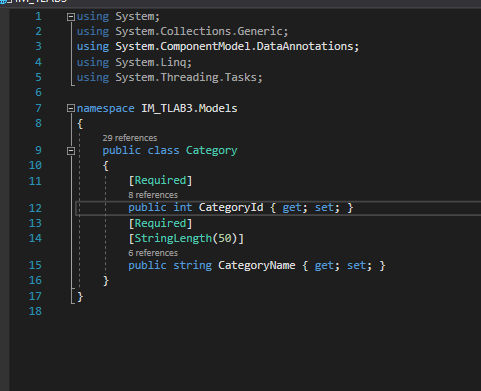 1 using System;
2 using System.Collections.Generic;
3 using System.ComponentModel.DataAnnotations;
4 using System.Linq;
5 using System.Threading.Tasks;
6
7 namespace IM_TLAB3.Models
8 {
29 references
9 public class Category
10 {
11 [Required]
8 references
12 public int CategoryId { get; set; }
13 [Required]
14 [StringLength(50)]
6 references
15 public string CategoryName { get; set; }
16 }
17 }
18